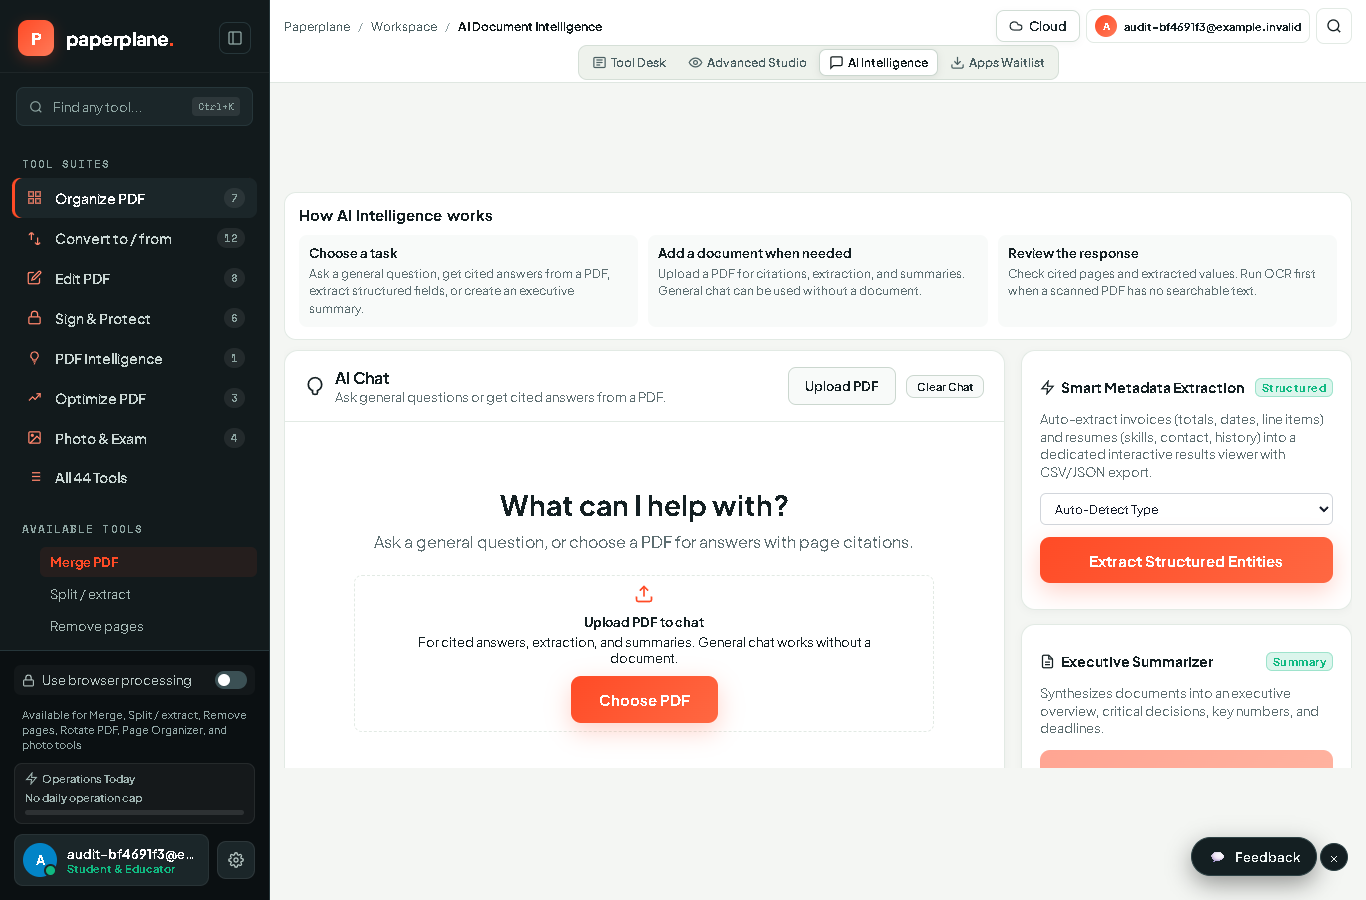 P
paperplane.
Find any tool...
Ctrl+K
TOOL SUITES
Organize PDF
7
Convert to / from
12
Edit PDF
8
Sign & Protect
6
PDF Intelligence
1
Optimize PDF
3
Photo & Exam
4
All 44 Tools
AVAILABLE TOOLS
Merge PDF
Split / extract
Remove pages
Use browser processing
Available for Merge, Split / extract, Remove
pages, Rotate PDF, Page Organizer, and
photo tools
Operations Today
No daily operation cap
A
audit-bf4691f3@e...
Student & Educator
Paperplane / Workspace / AI Document Intelligence
Cloud
A
audit-bf4691f3@example.invalid
Tool Desk
Advanced Studio
AI Intelligence
Apps Waitlist
How AI Intelligence works
Choose a task
Ask a general question, get cited answers from a PDF,
extract structured fields, or create an executive
summary.
Add a document when needed
Upload a PDF for citations, extraction, and summaries.
General chat can be used without a document.
Review the response
Check cited pages and extracted values. Run OCR first
when a scanned PDF has no searchable text.
AI Chat
Ask general questions or get cited answers from a PDF.
Upload PDF
Clear Chat
What can I help with?
Ask a general question, or choose a PDF for answers with page citations.
Upload PDF to chat
For cited answers, extraction, and summaries. General chat works without a
document.
Choose PDF
Smart Metadata Extraction
Structured
Auto-extract invoices (totals, dates, line items)
and resumes (skills, contact, history) into a
dedicated interactive results viewer with
CSV/JSON export.
Auto-Detect Type
Extract Structured Entities
Executive Summarizer
Summary
Synthesizes documents into an executive
overview, critical decisions, key numbers, and
deadlines.
Feedback
×